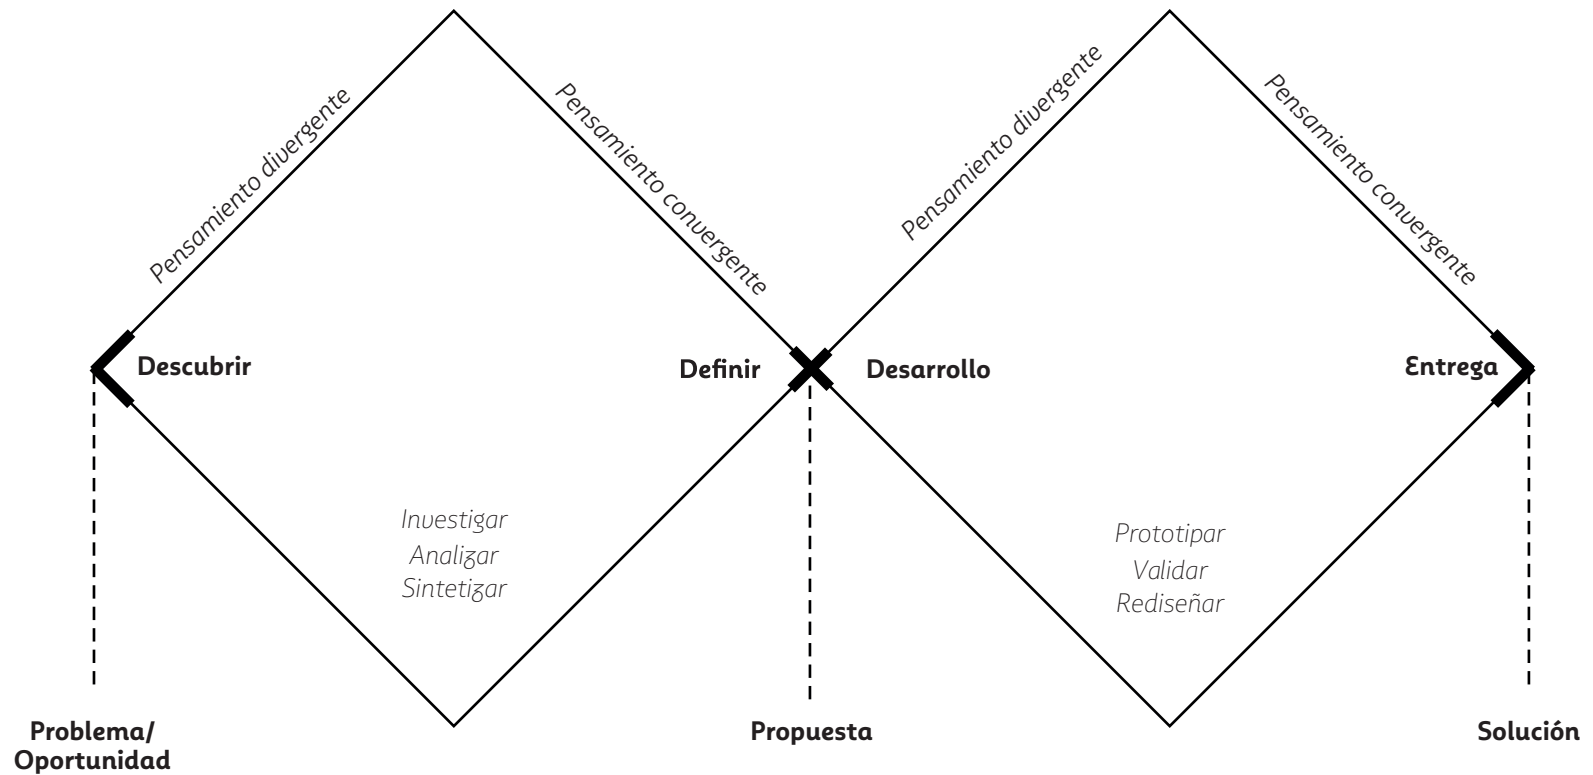 Pensamiento divergente
Pensamiento convergente
Pensamiento divergente
Pensamiento convergente
Descubrir
Definir
Desarrollo
Entrega
Investigar
Analizar
Sintetizar
Prototipar
Validar
Rediseñar
Problema/
Oportunidad
Propuesta
Solución